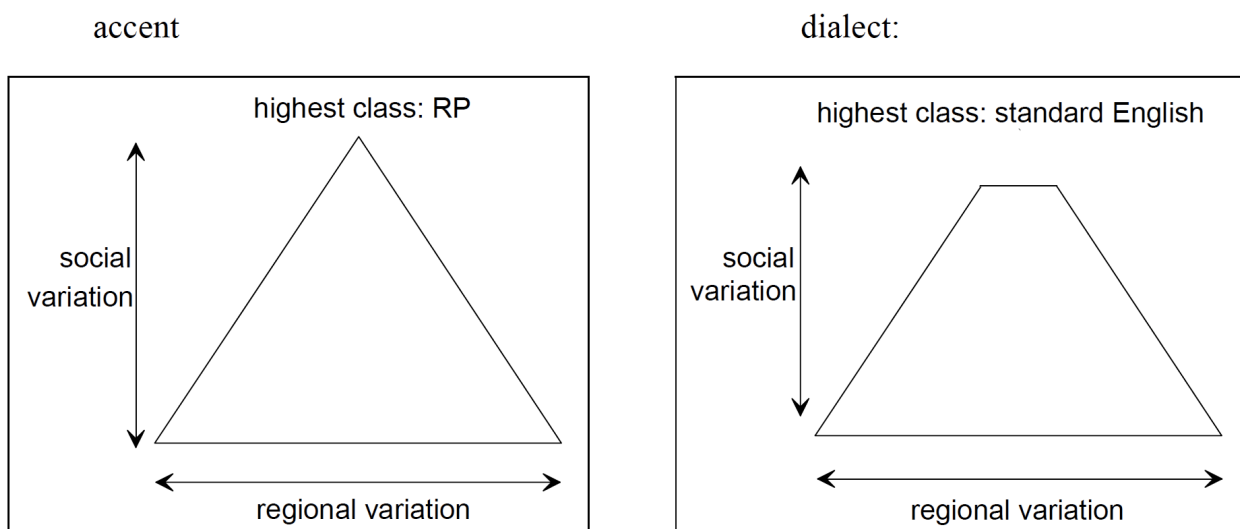 accent
highest class: RP
social
variation
regional variation
dialect:
highest class: standard English
social
variation
regional variation